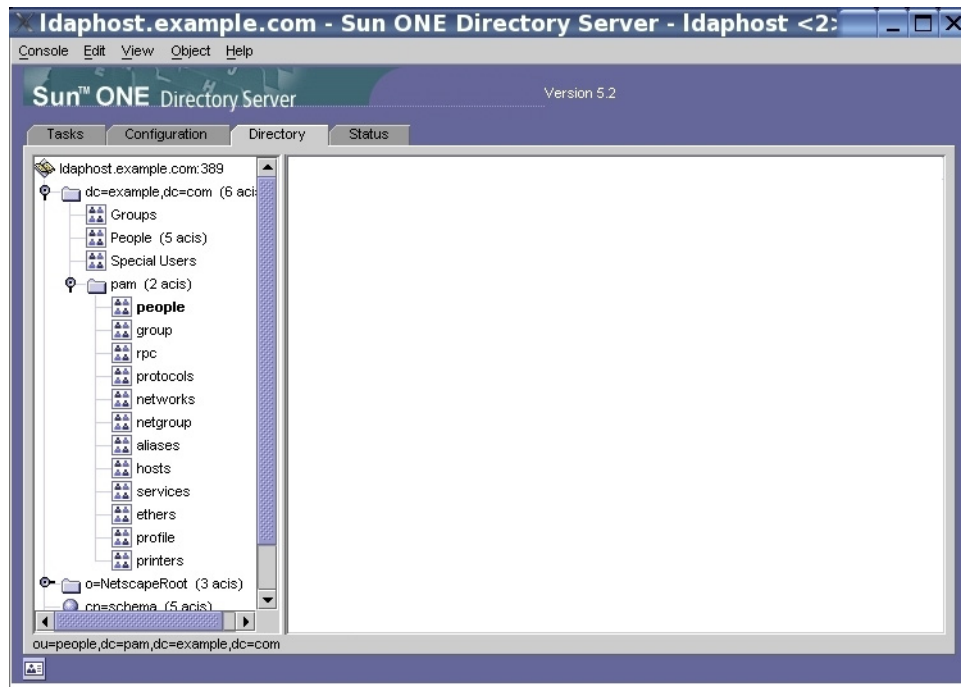 ldaphost.example.com - Sun ONE Directory Server - ldaphost <2>
Console Edit View Object Help
Sun™ ONE Directory Server
Version 5.2
Tasks Configuration Directory Status
ldaphost.example.com:389
dc=example,dc=com (6 acis
Groups
People (5 acis)
Special Users
pam (2 acis)
people
group
rpc
protocols
networks
netgroup
aliases
hosts
services
ethers
profile
printers
o=NetscapeRoot (3 acis)
cn=schema (5 acis)
ou=people,dc=pam,dc=example,dc=com